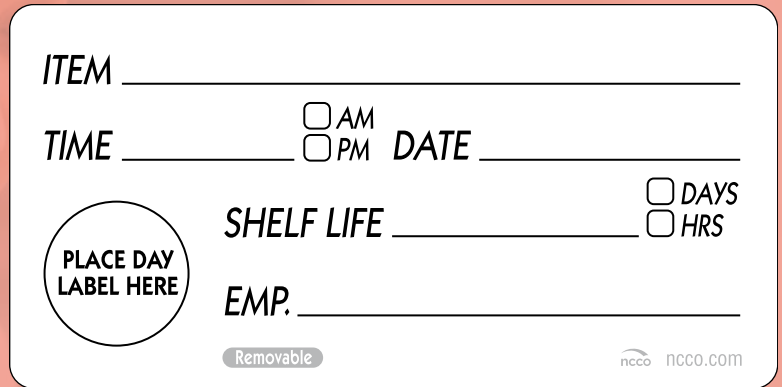 ITEM
AM
TIME PM DATE
DAYS
SHELF LIFE HRS
PLACE DAY
LABEL HERE
EMP.
Removable ncco ncco.com